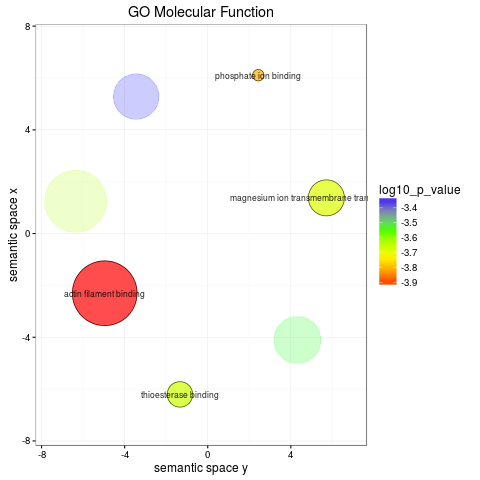 GO Molecular Function
8
phosphate ion binding
4
log10_p_value
-3.4
magnesium ion transmembrane tran
-3.5
-3.6
semantic space x
0
-3.7
-3.8
-3.9
actin filament binding
-4
thioesterase binding
-8
-8
-4
0
4
semantic space y